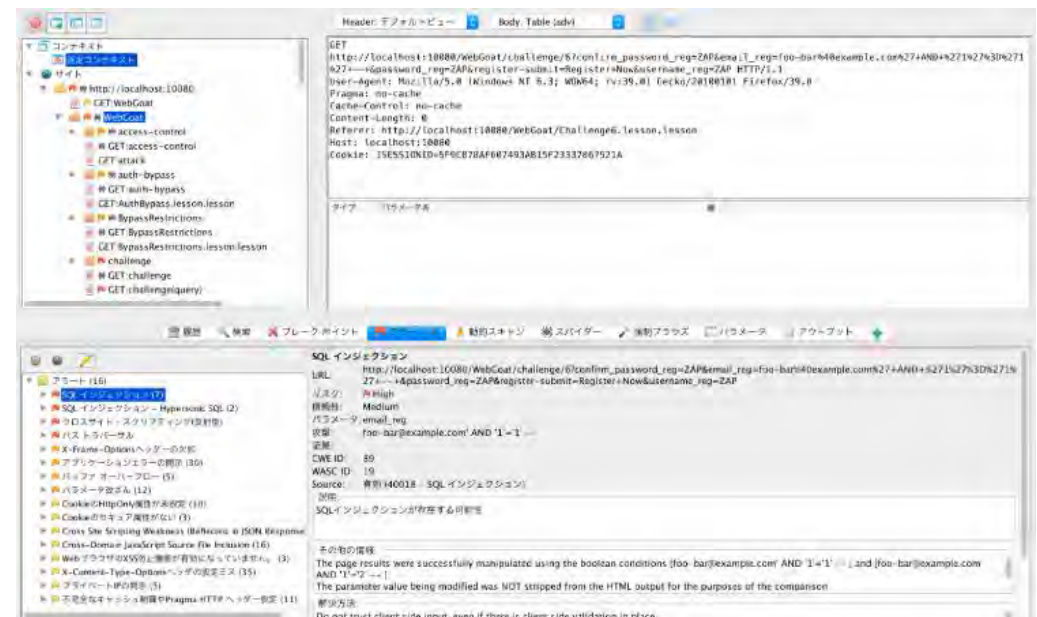 Header: デフォルトビュー
Body: Table (adv)
コンテキスト
既定コンテキスト
サイト
http://localhost:10080
GET:WebGoat
WebGoat
access-control
GET:access-control
GET:attack
auth-bypass
GET:auth-bypass
GET:AuthBypass.lesson.lesson
BypassRestrictions
GET:BypassRestrictions
GET:BypassRestrictions.lesson.lesson
challenge
GET:challenge
GET:challenge(query)
GET
http://localhost:10080/WebGoat/challenge/6?confirm_password_reg=ZAP&email_reg=foo-bar%40example.com%27+AND+%271%27%3D%271
%27+--+&password_reg=ZAP&register-submit=Register+Now&username_reg=ZAP HTTP/1.1
User-Agent: Mozilla/5.0 (Windows NT 6.3; WOW64; rv:39.0) Gecko/20100101 Firefox/39.0
Pragma: no-cache
Cache-Control: no-cache
Content-Length: 0
Referer: http://localhost:10080/WebGoat/Challenge6.lesson.lesson
Host: localhost:10080
Cookie:
タイプ パラメータ名
履歴 検索 ブレークポイント アラート 動的スキャン スパイダー 強制ブラウズ パラメータ アウトプット
アラート (16)
SQL インジェクション (7)
SQL インジェクション - Hypersonic SQL (2)
クロスサイト・スクリプティング(反射型)
パス トラバーサル
X-Frame-Optionsヘッダーの欠如
アプリケーションエラーの開示 (30)
バッファ オーバーフロー (5)
パラメータ改ざん (12)
CookieのHttpOnly属性が未設定 (10)
Cookieのセキュア属性がない (3)
Cross Site Scripting Weakness (Reflected in JSON Response
Cross-Domain JavaScript Source File Inclusion (16)
Web ブラウザのXSS防止機能が有効になっていません。 (3)
X-Content-Type-Optionsヘッダの設定ミス (35)
プライベートIPの開示 (5)
不完全なキャッシュ制御やPragma HTTP ヘッダー設定 (11)
SQL インジェクション
URL: http://localhost:10080/WebGoat/challenge/6?confirm_password_reg=ZAP&email_reg=foo-bar%40example.com%27+AND+%271%27%3D%271%
27+--+&password_reg=ZAP&register-submit=Register+Now&username_reg=ZAP
リスク: High
信頼性: Medium
パラメータ: email_reg
攻撃: foo-bar@example.com' AND '1'='1' --
証拠:
CWE ID: 89
WASC ID: 19
Source: 有効 (40018 - SQL インジェクション)
説明:
SQLインジェクションが存在する可能性
その他の情報:
The page results were successfully manipulated using the boolean conditions [foo-bar@example.com' AND '1'='1' -- ] and [foo-bar@example.com
AND '1'='2' -- ]
The parameter value being modified was NOT stripped from the HTML output for the purposes of the comparison
解決方法:
Do not trust client side input, even if there is client side validation in place.